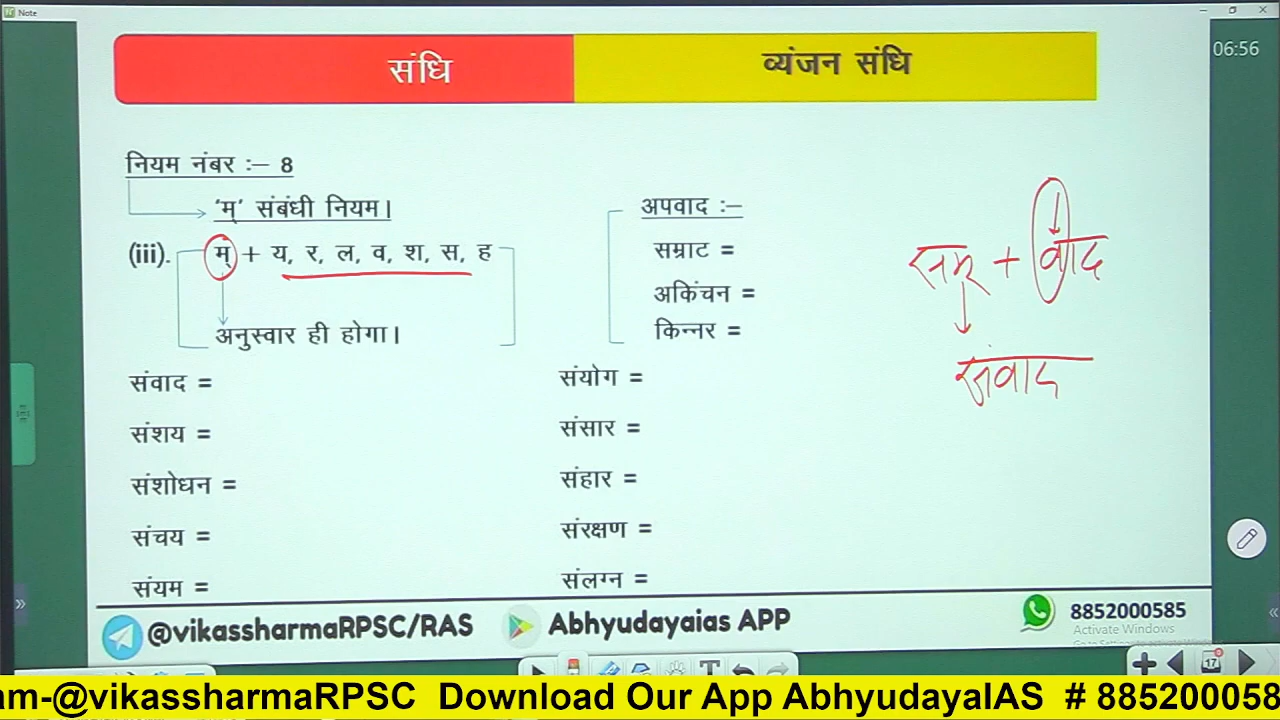 Note
06:56
संधि
व्यंजन संधि
नियम नंबर :– 8
'म्' संबंधी नियम।
(iii). म् + य, र, ल, व, श, स, ह
अनुस्वार ही होगा।
अपवाद :–
सम्राट =
अकिंचन =
किन्नर =
सम् + वाद
संवाद
संवाद =
संयोग =
संशय =
संसार =
संशोधन =
संहार =
संचय =
संरक्षण =
संयम =
संलग्न =
@vikassharmaRPSC/RAS
Abhyudayaias APP
8852000585
Activate Windows
17
am-@vikassharmaRPSC Download Our App AbhyudayaIAS # 885200058